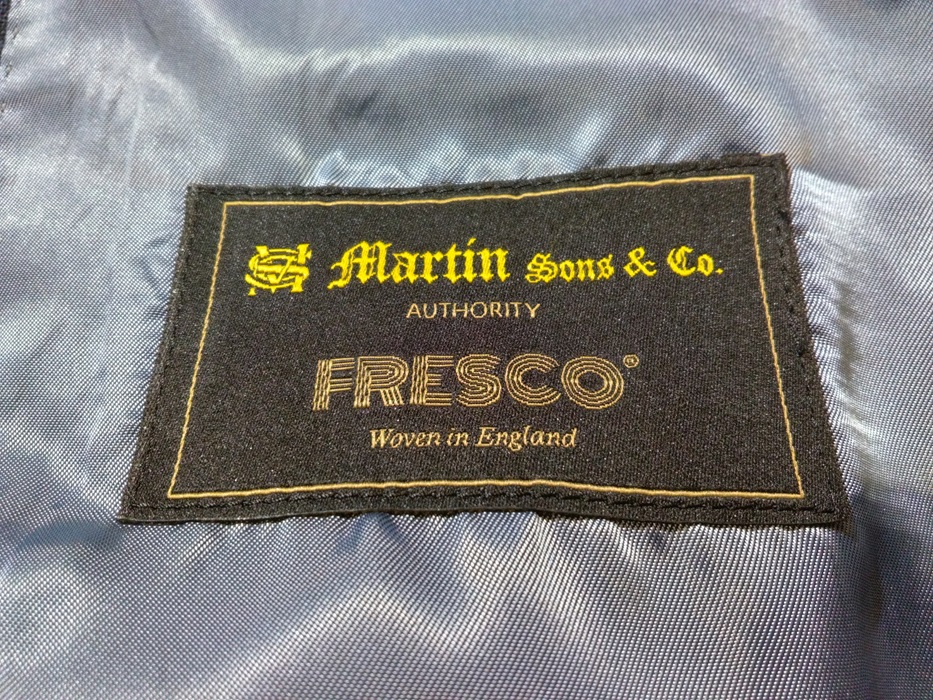 Martin Sons & Co.
AUTHORITY
FRESCO®
Woven in England